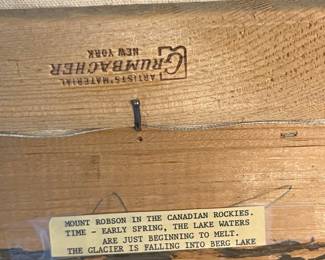 ARTISTS' MATERIAL
GRUMBACHER
NEW YORK
MOUNT ROBSON IN THE CANADIAN ROCKIES.
TIME - EARLY SPRING, THE LAKE WATERS
ARE JUST BEGINNING TO MELT.
THE GLACIER IS FALLING INTO BERG LAKE